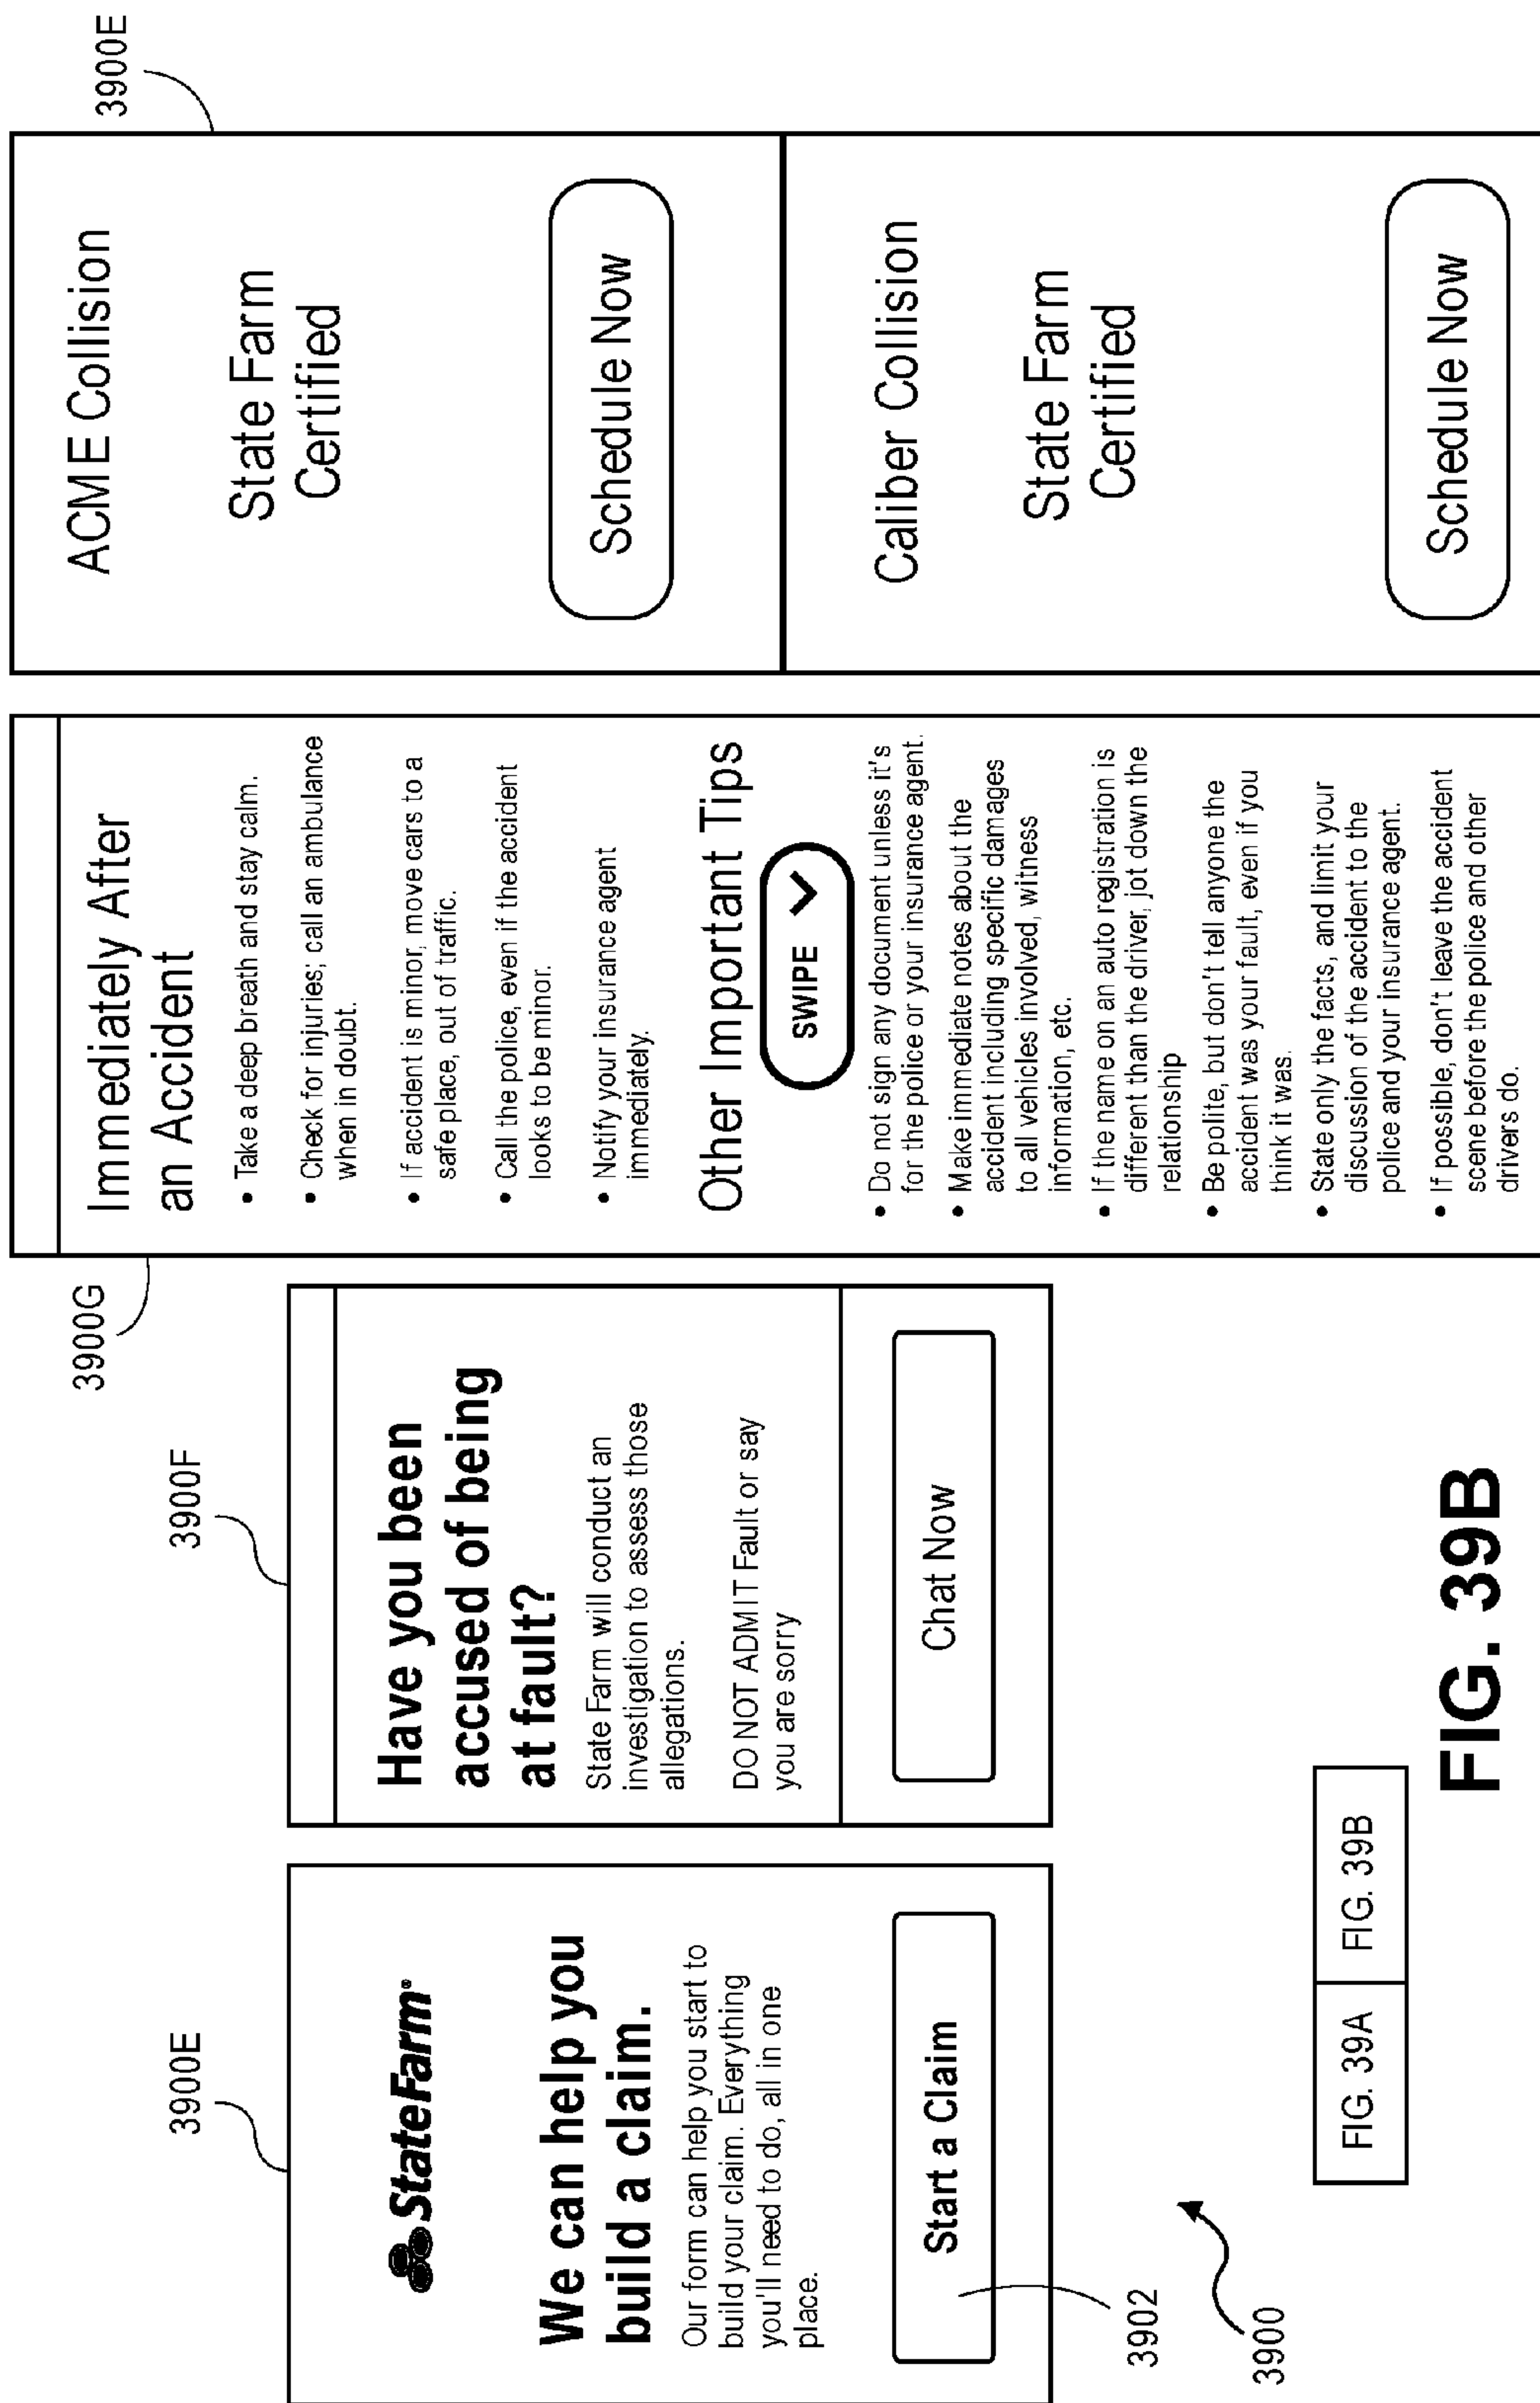 3900E
StateFarm®
We can help you
build a claim.
Our form can help you start to
build your claim. Everything
you'll need to do, all in one
place.
Start a Claim
3902
3900
3900F
Have you been
accused of being
at fault?
State Farm will conduct an
investigation to assess those
allegations.
DO NOT ADMIT Fault or say
you are sorry
Chat Now
3900G
Immediately After
an Accident
• Take a deep breath and stay calm.
• Check for injuries; call an ambulance
when in doubt.
• If accident is minor, move cars to a
safe place, out of traffic.
• Call the police, even if the accident
looks to be minor.
• Notify your insurance agent
immediately.
Other Important Tips
SWIPE
• Do not sign any document unless it's
for the police or your insurance agent.
• Make immediate notes about the
accident including specific damages
to all vehicles involved, witness
information, etc.
• If the name on an auto registration is
different than the driver, jot down the
relationship
• Be polite, but don't tell anyone the
accident was your fault, even if you
think it was.
• State only the facts, and limit your
discussion of the accident to the
police and your insurance agent.
• If possible, don't leave the accident
scene before the police and other
drivers do.
3900E
ACME Collision
State Farm
Certified
Schedule Now
Caliber Collision
State Farm
Certified
Schedule Now
FIG. 39A
FIG. 39B
FIG. 39B